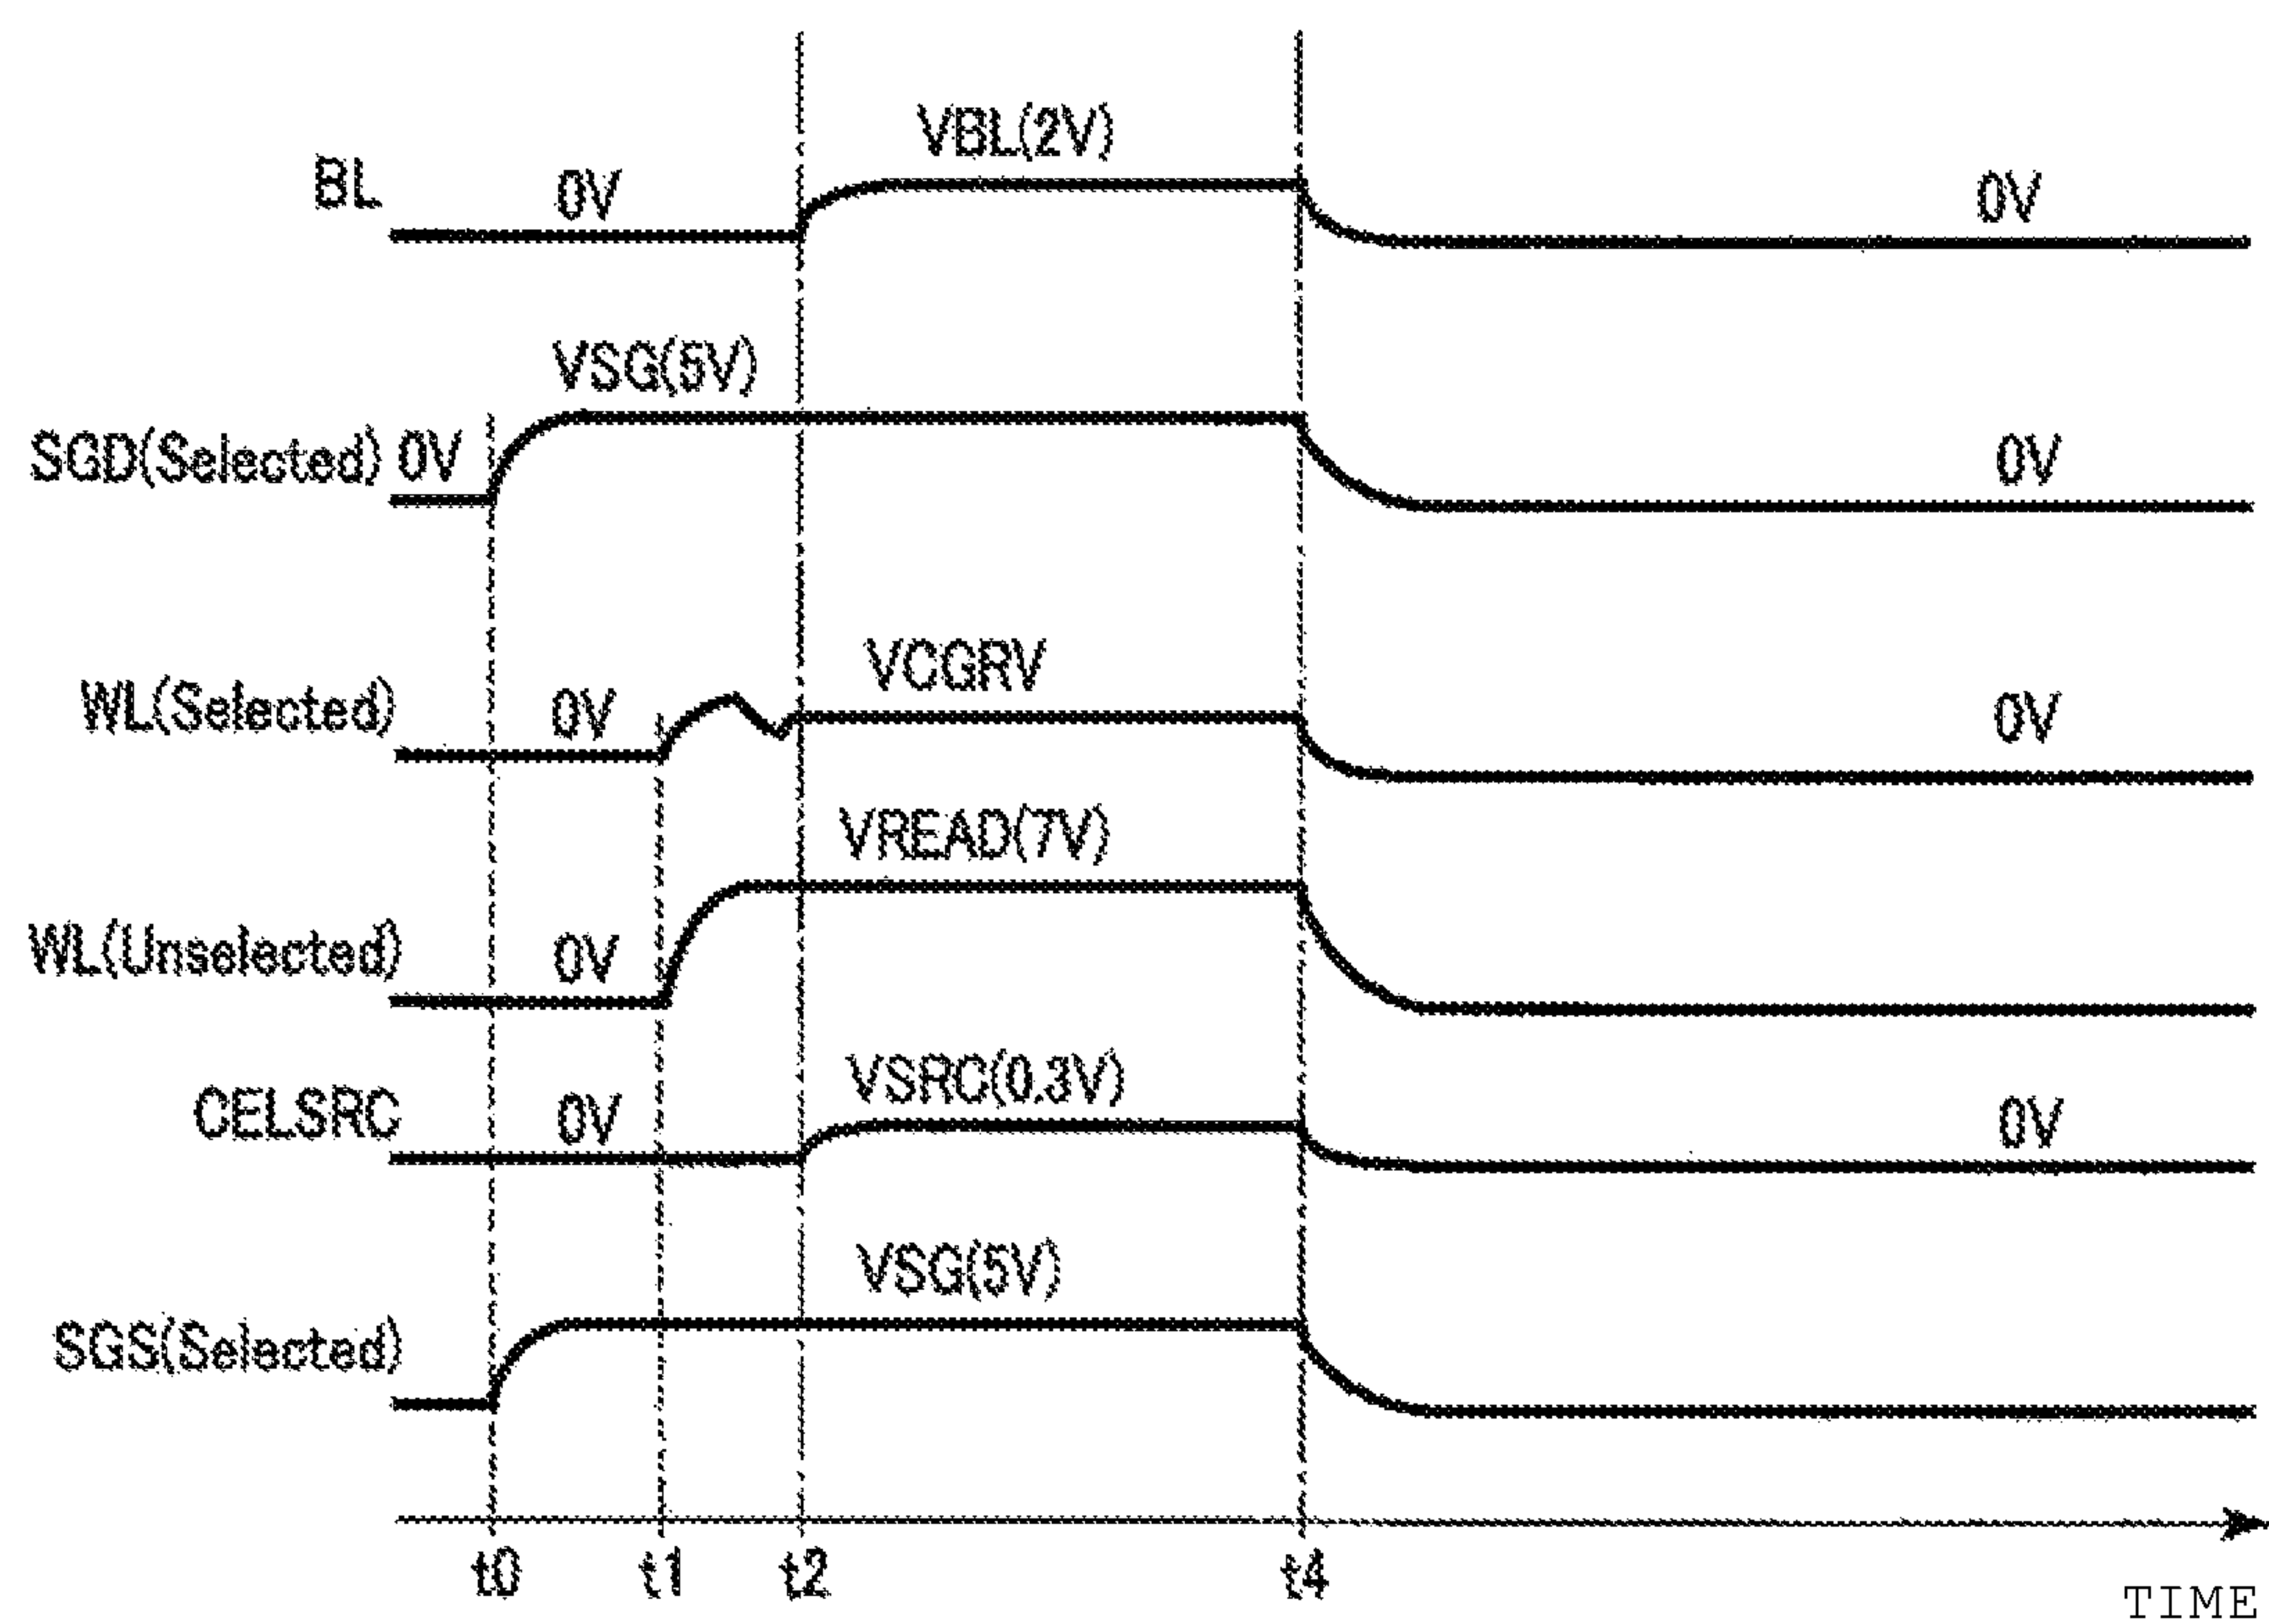 VBL(2V)
BL 0V 0V
VSG(5V)
SGD(Selected) 0V 0V
VCGRV
WL(Selected) 0V 0V
VREAD(7V)
WL(Unselected) 0V
VSRC(0.3V)
CELSRC 0V 0V
VSG(5V)
SGS(Selected)
t0 t1 t2 t4
TIME